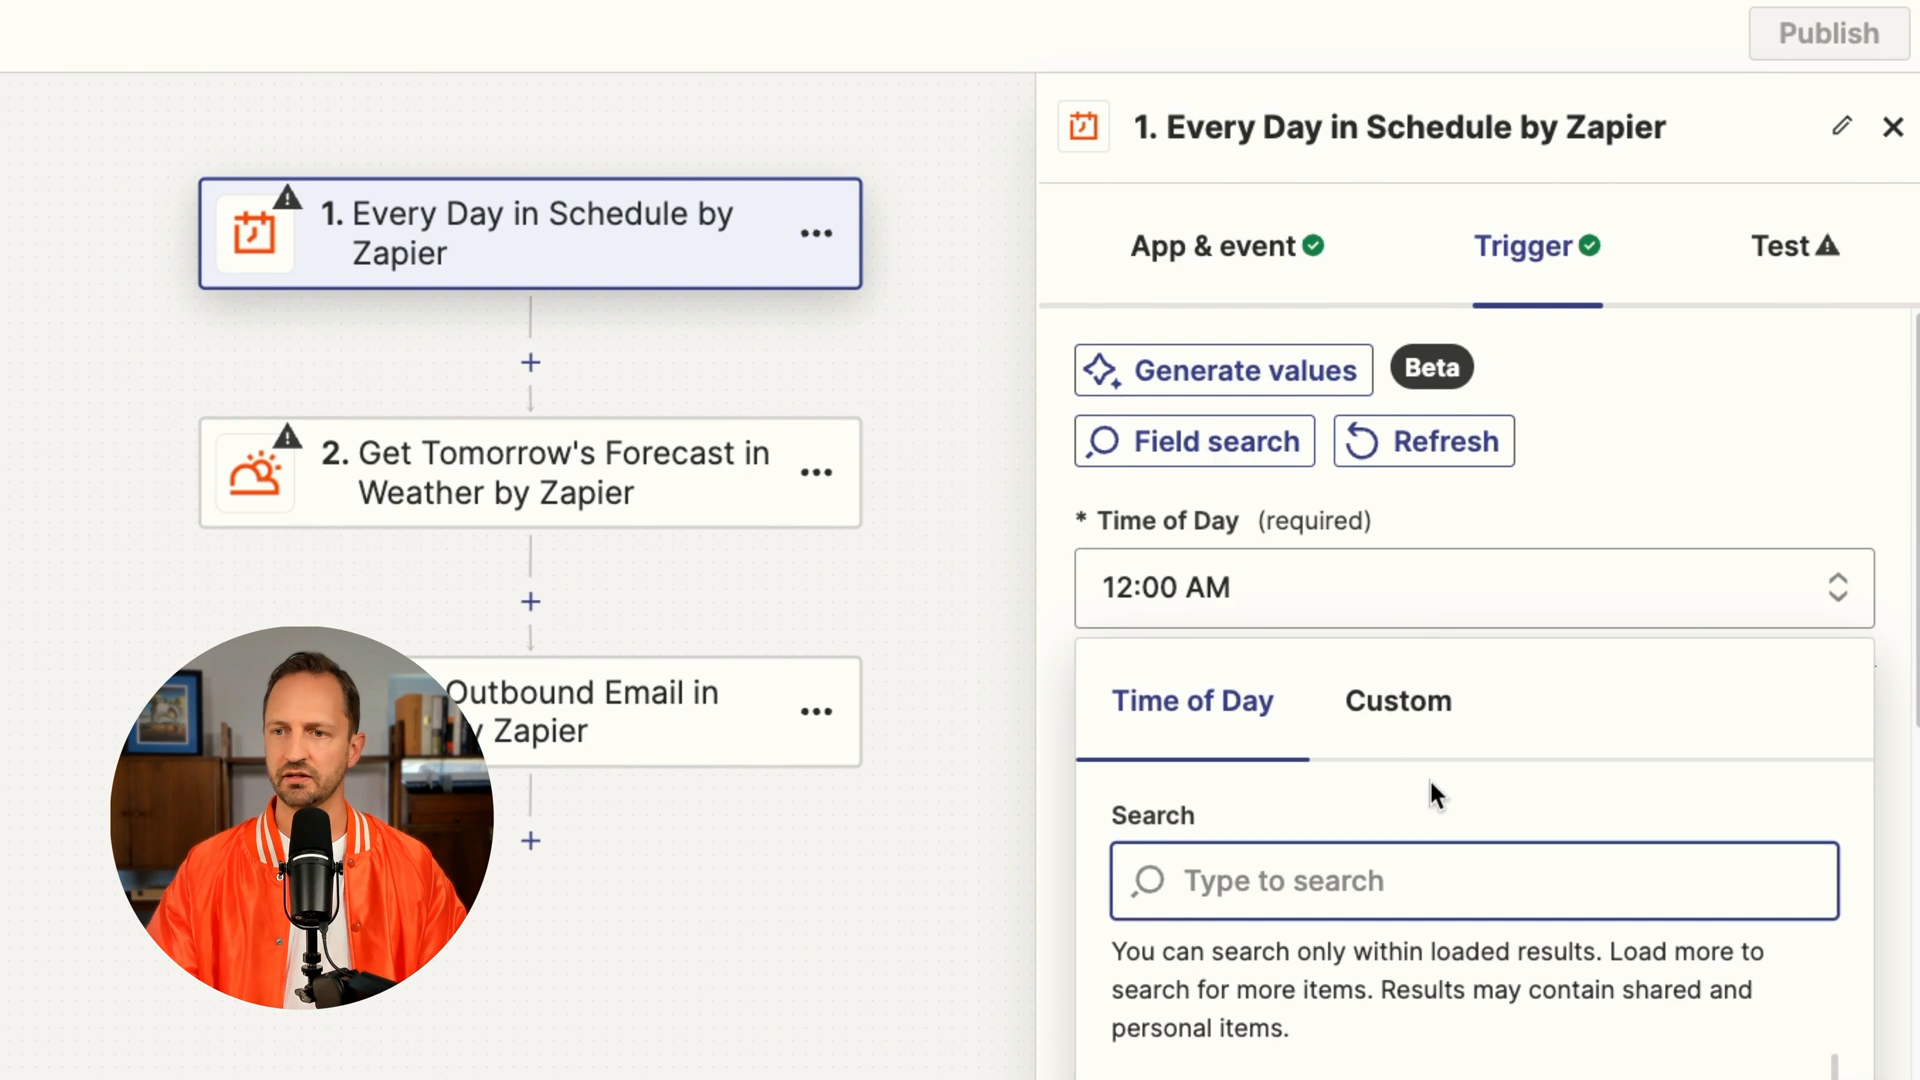 Publish
1. Every Day in Schedule by Zapier
App & event
Trigger
Test
1. Every Day in Schedule by
Zapier
Generate values
Beta
Field search
Refresh
2. Get Tomorrow's Forecast in
Weather by Zapier
* Time of Day (required)
12:00 AM
Outbound Email in
y Zapier
Time of Day
Custom
Search
Type to search
You can search only within loaded results. Load more to
search for more items. Results may contain shared and
personal items.